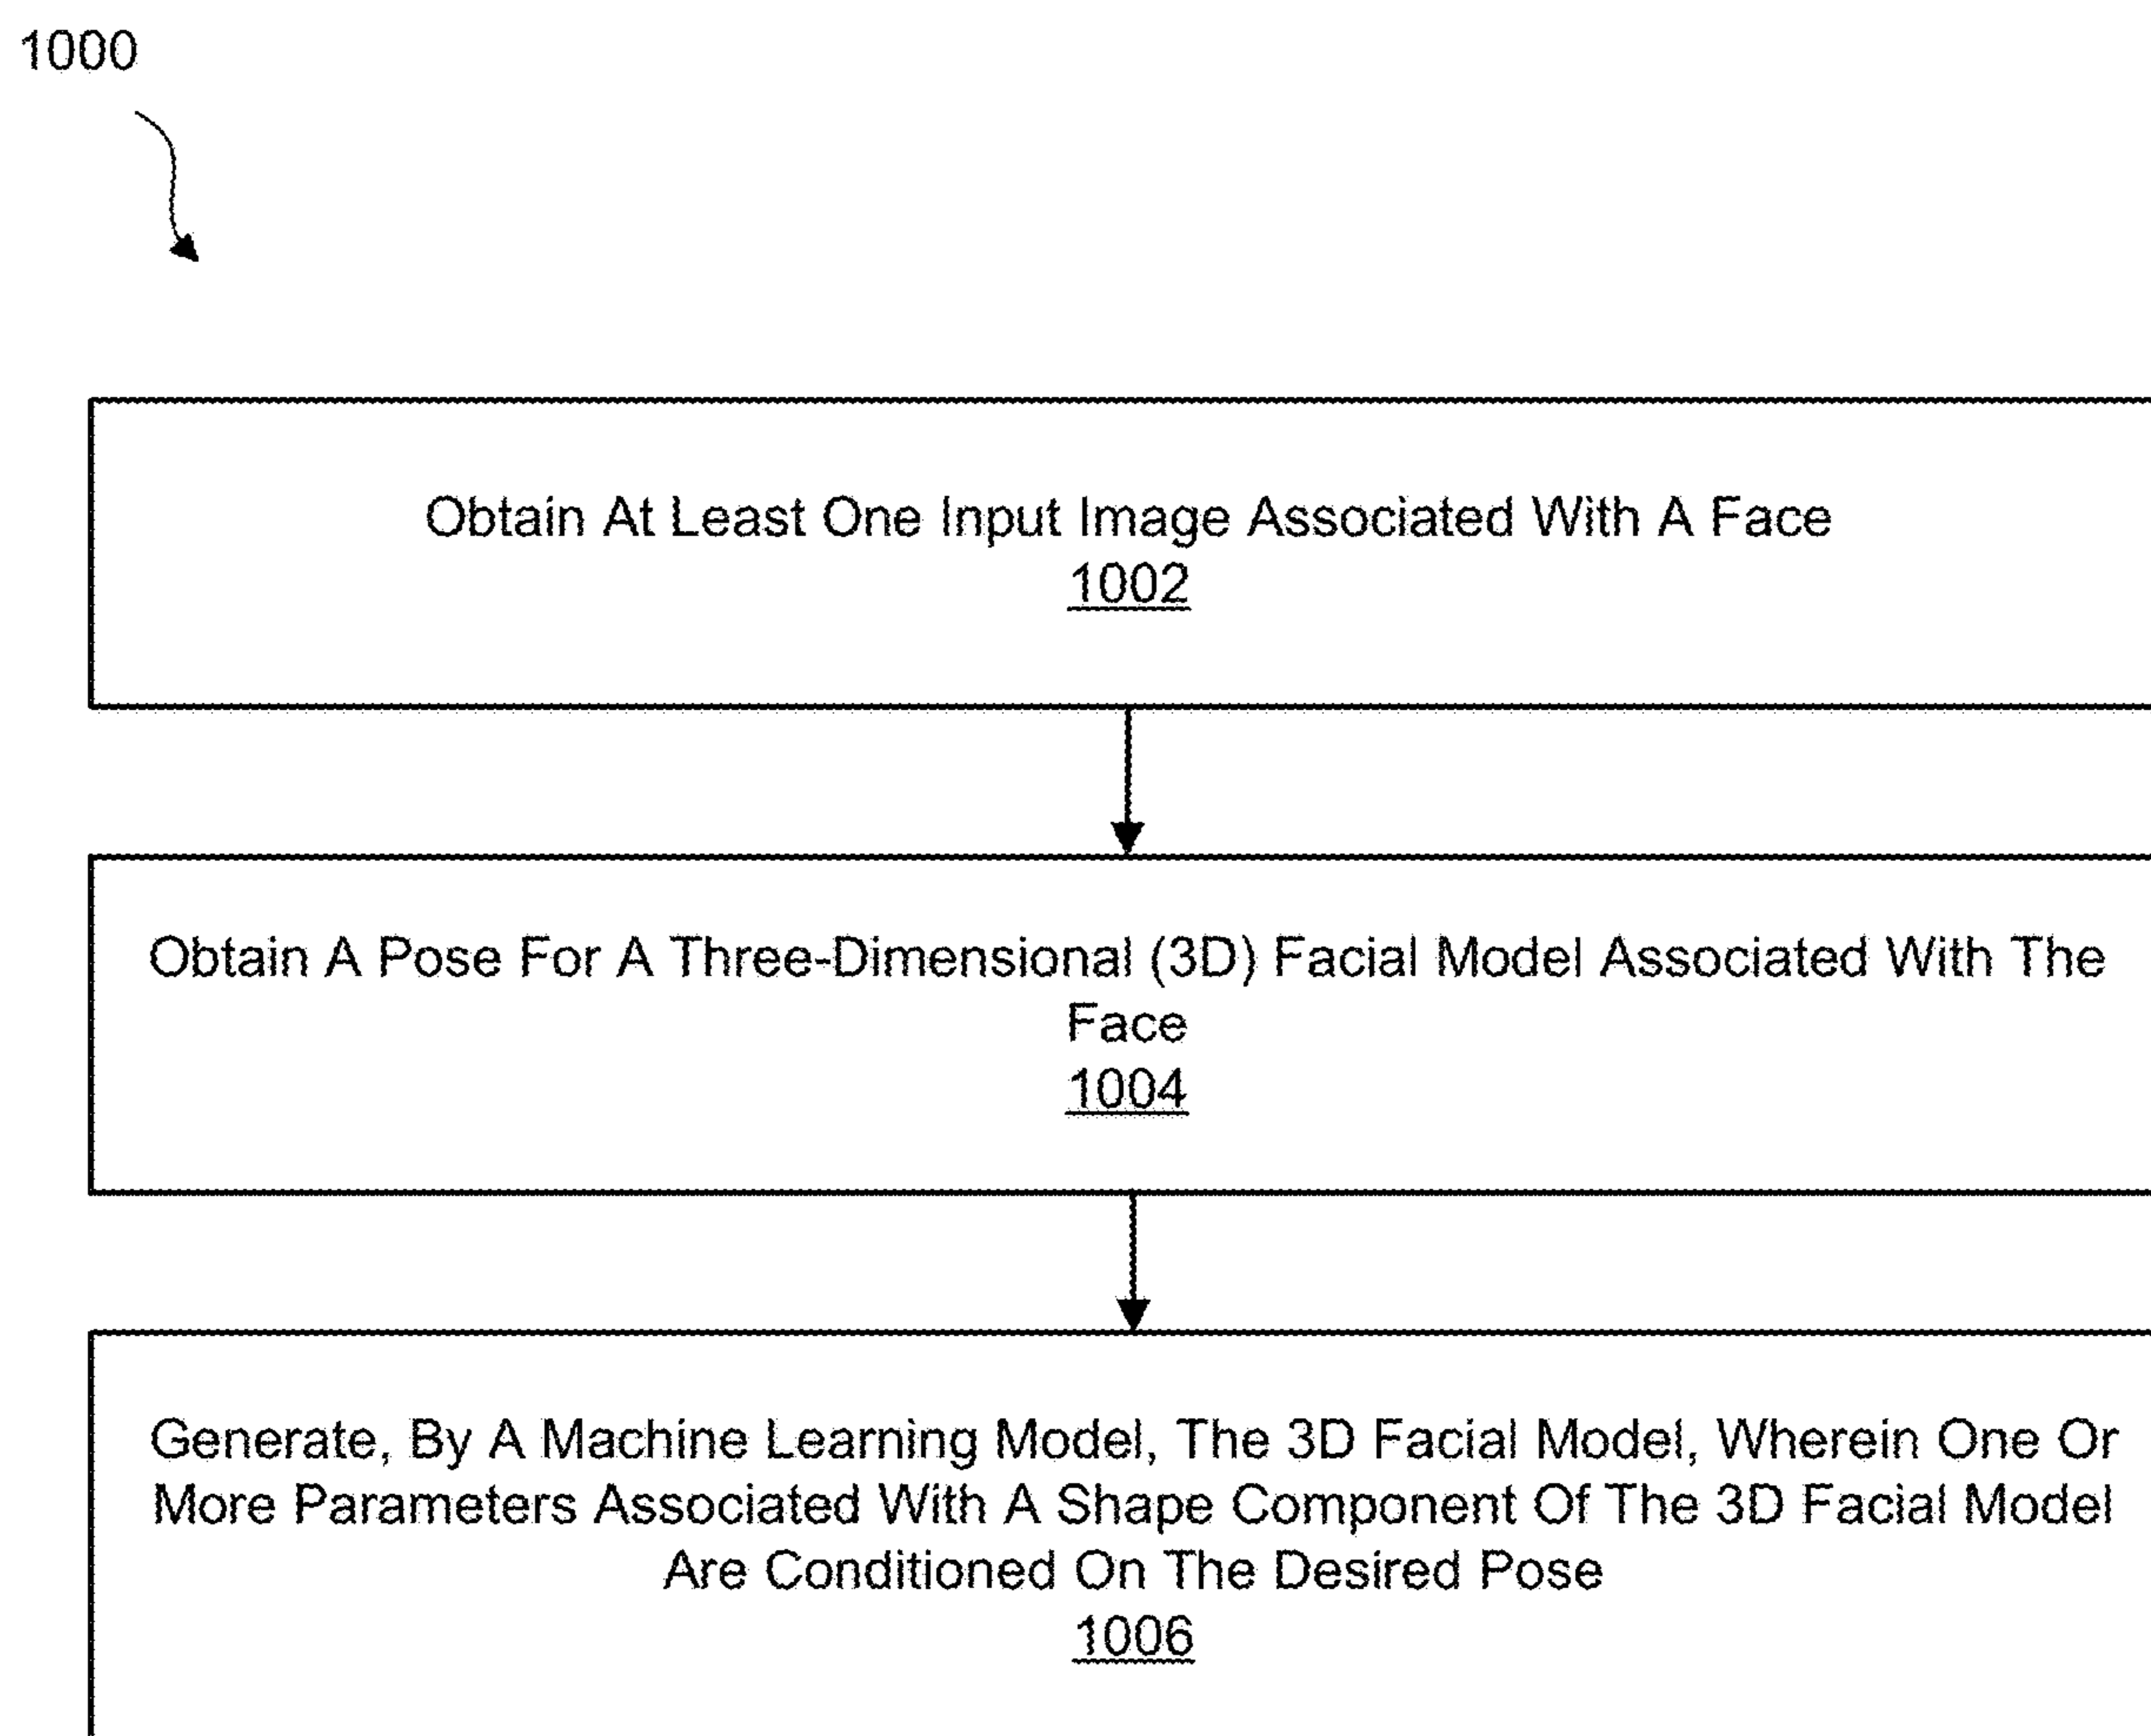 1000
Obtain At Least One Input Image Associated With A Face
1002
Obtain A Pose For A Three-Dimensional (3D) Facial Model Associated With The
Face
1004
Generate, By A Machine Learning Model, The 3D Facial Model, Wherein One Or
More Parameters Associated With A Shape Component Of The 3D Facial Model
Are Conditioned On The Desired Pose
1006